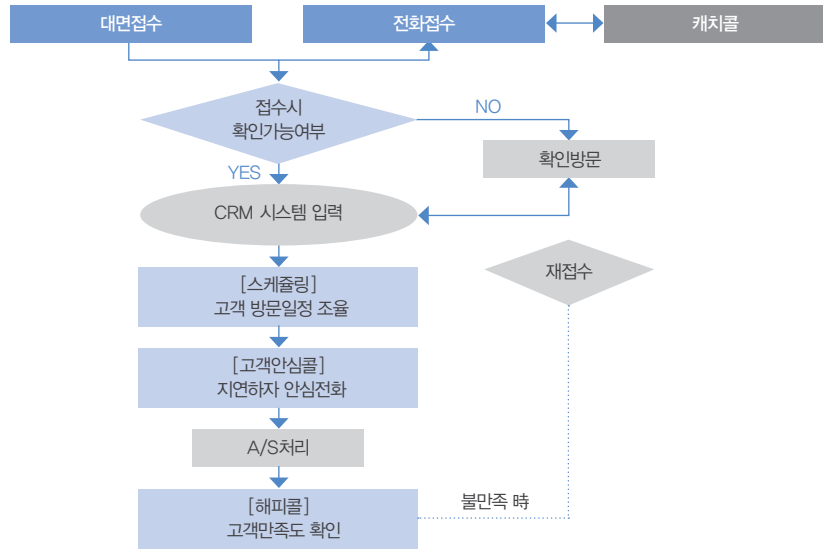 대면접수
전화접수
캐치콜
접수시
확인가능여부
NO
확인방문
YES
CRM 시스템 입력
재접수
[스케쥴링]
고객 방문일정 조율
[고객안심콜]
지연하자 안심전화
A/S처리
[해피콜]
고객만족도 확인
불만족 時